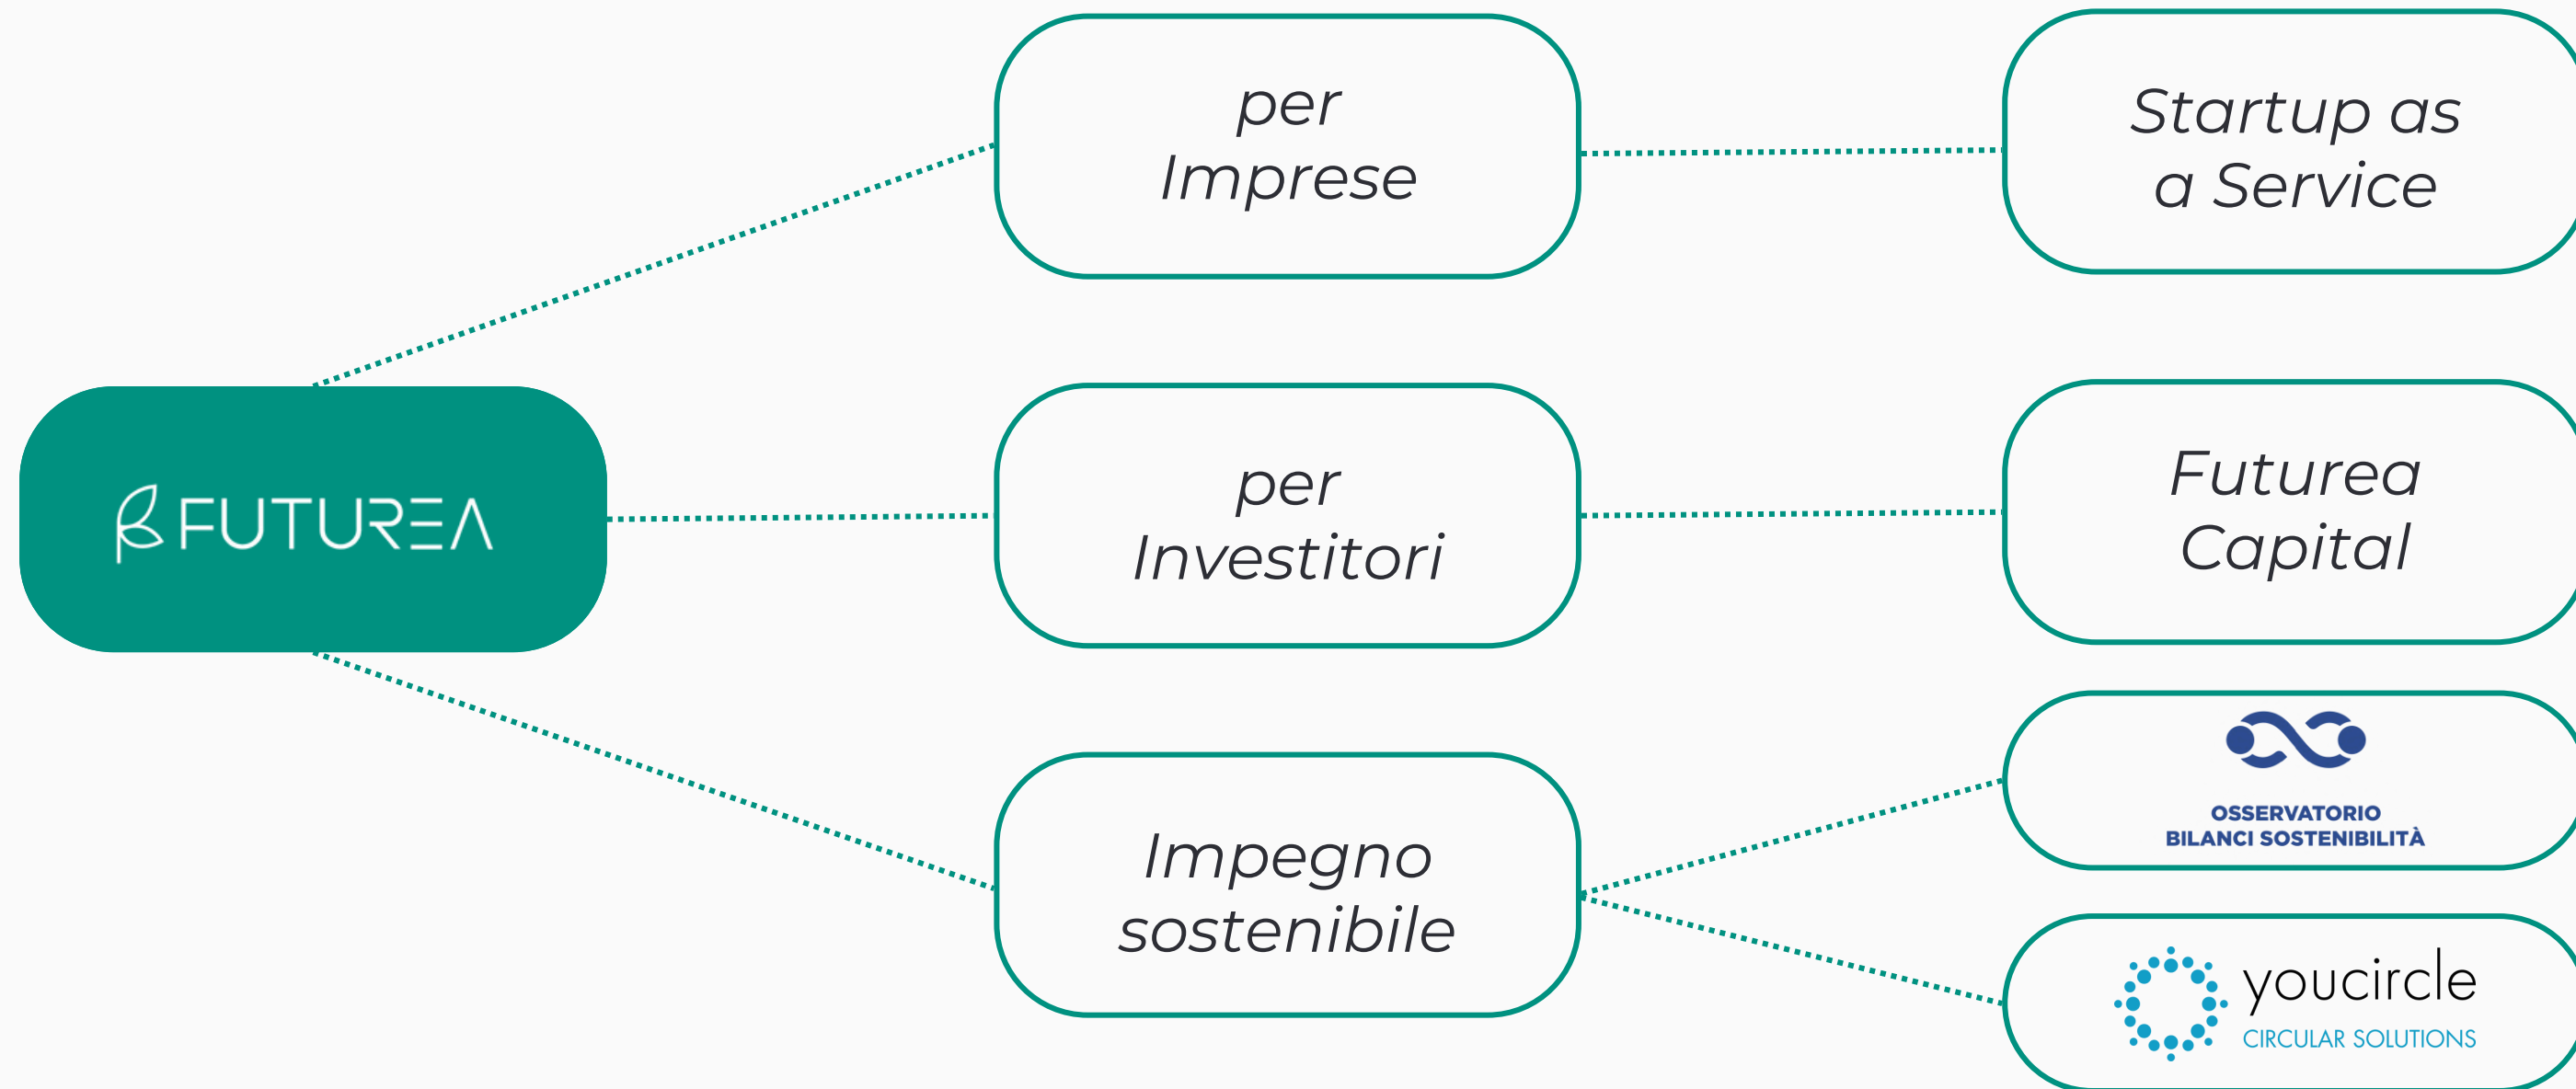 per
Imprese
Startup as
a Service
FUTUREA
per
Investitori
Futurea
Capital
Impegno
sostenibile
OSSERVATORIO
BILANCI SOSTENIBILITÀ
youcircle
CIRCULAR SOLUTIONS